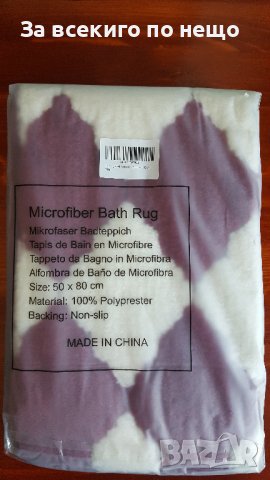 За всекиго по нещо
Microfiber Bath Rug
Mikrofaser Badteppich
Tapis de Bain en Microfibre
Tappeto da Bagno in Microfibra
Alfombra de Baño de Microfibra
Size: 50 x 80 cm
Material: 100% Polyprester
Backing: Non-slip
MADE IN CHINA
BAZAR